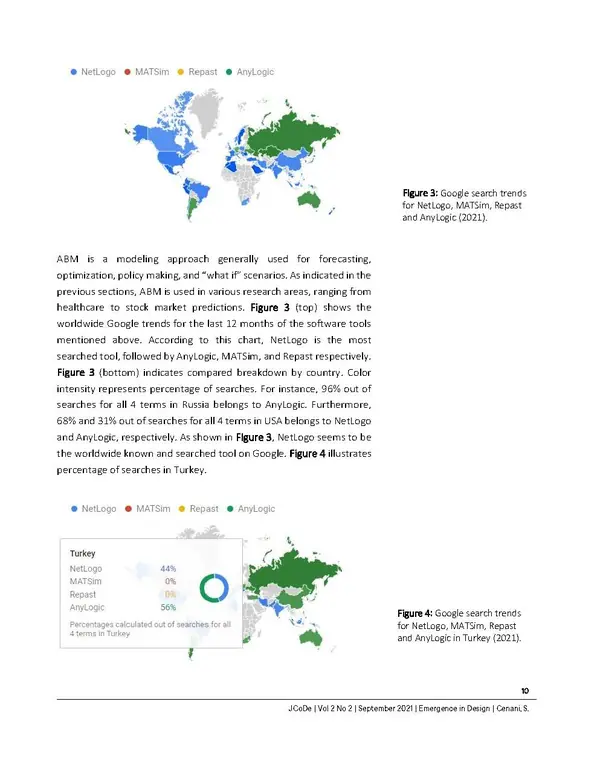 NetLogo MATSim Repast AnyLogic
Figure 3: Google search trends
for NetLogo, MATSim, Repast
and AnyLogic (2021).
ABM is a modeling approach generally used for forecasting,
optimization, policy making, and “what if” scenarios. As indicated in the
previous sections, ABM is used in various research areas, ranging from
healthcare to stock market predictions. Figure 3 (top) shows the
worldwide Google trends for the last 12 months of the software tools
mentioned above. According to this chart, NetLogo is the most
searched tool, followed by AnyLogic, MATSim, and Repast respectively.
Figure 3 (bottom) indicates compared breakdown by country. Color
intensity represents percentage of searches. For instance, 96% out of
searches for all 4 terms in Russia belongs to AnyLogic. Furthermore,
68% and 31% out of searches for all 4 terms in USA belongs to NetLogo
and AnyLogic, respectively. As shown in Figure 3, NetLogo seems to be
the worldwide known and searched tool on Google. Figure 4 illustrates
percentage of searches in Turkey.
NetLogo MATSim Repast AnyLogic
Turkey
NetLogo 44%
MATSim 0%
Repast 0%
AnyLogic 56%
Percentages calculated out of searches for all
4 terms in Turkey
Figure 4: Google search trends
for NetLogo, MATSim, Repast
and AnyLogic in Turkey (2021).
10
JCoDe | Vol 2 No 2 | September 2021 | Emergence in Design | Cenani, S.